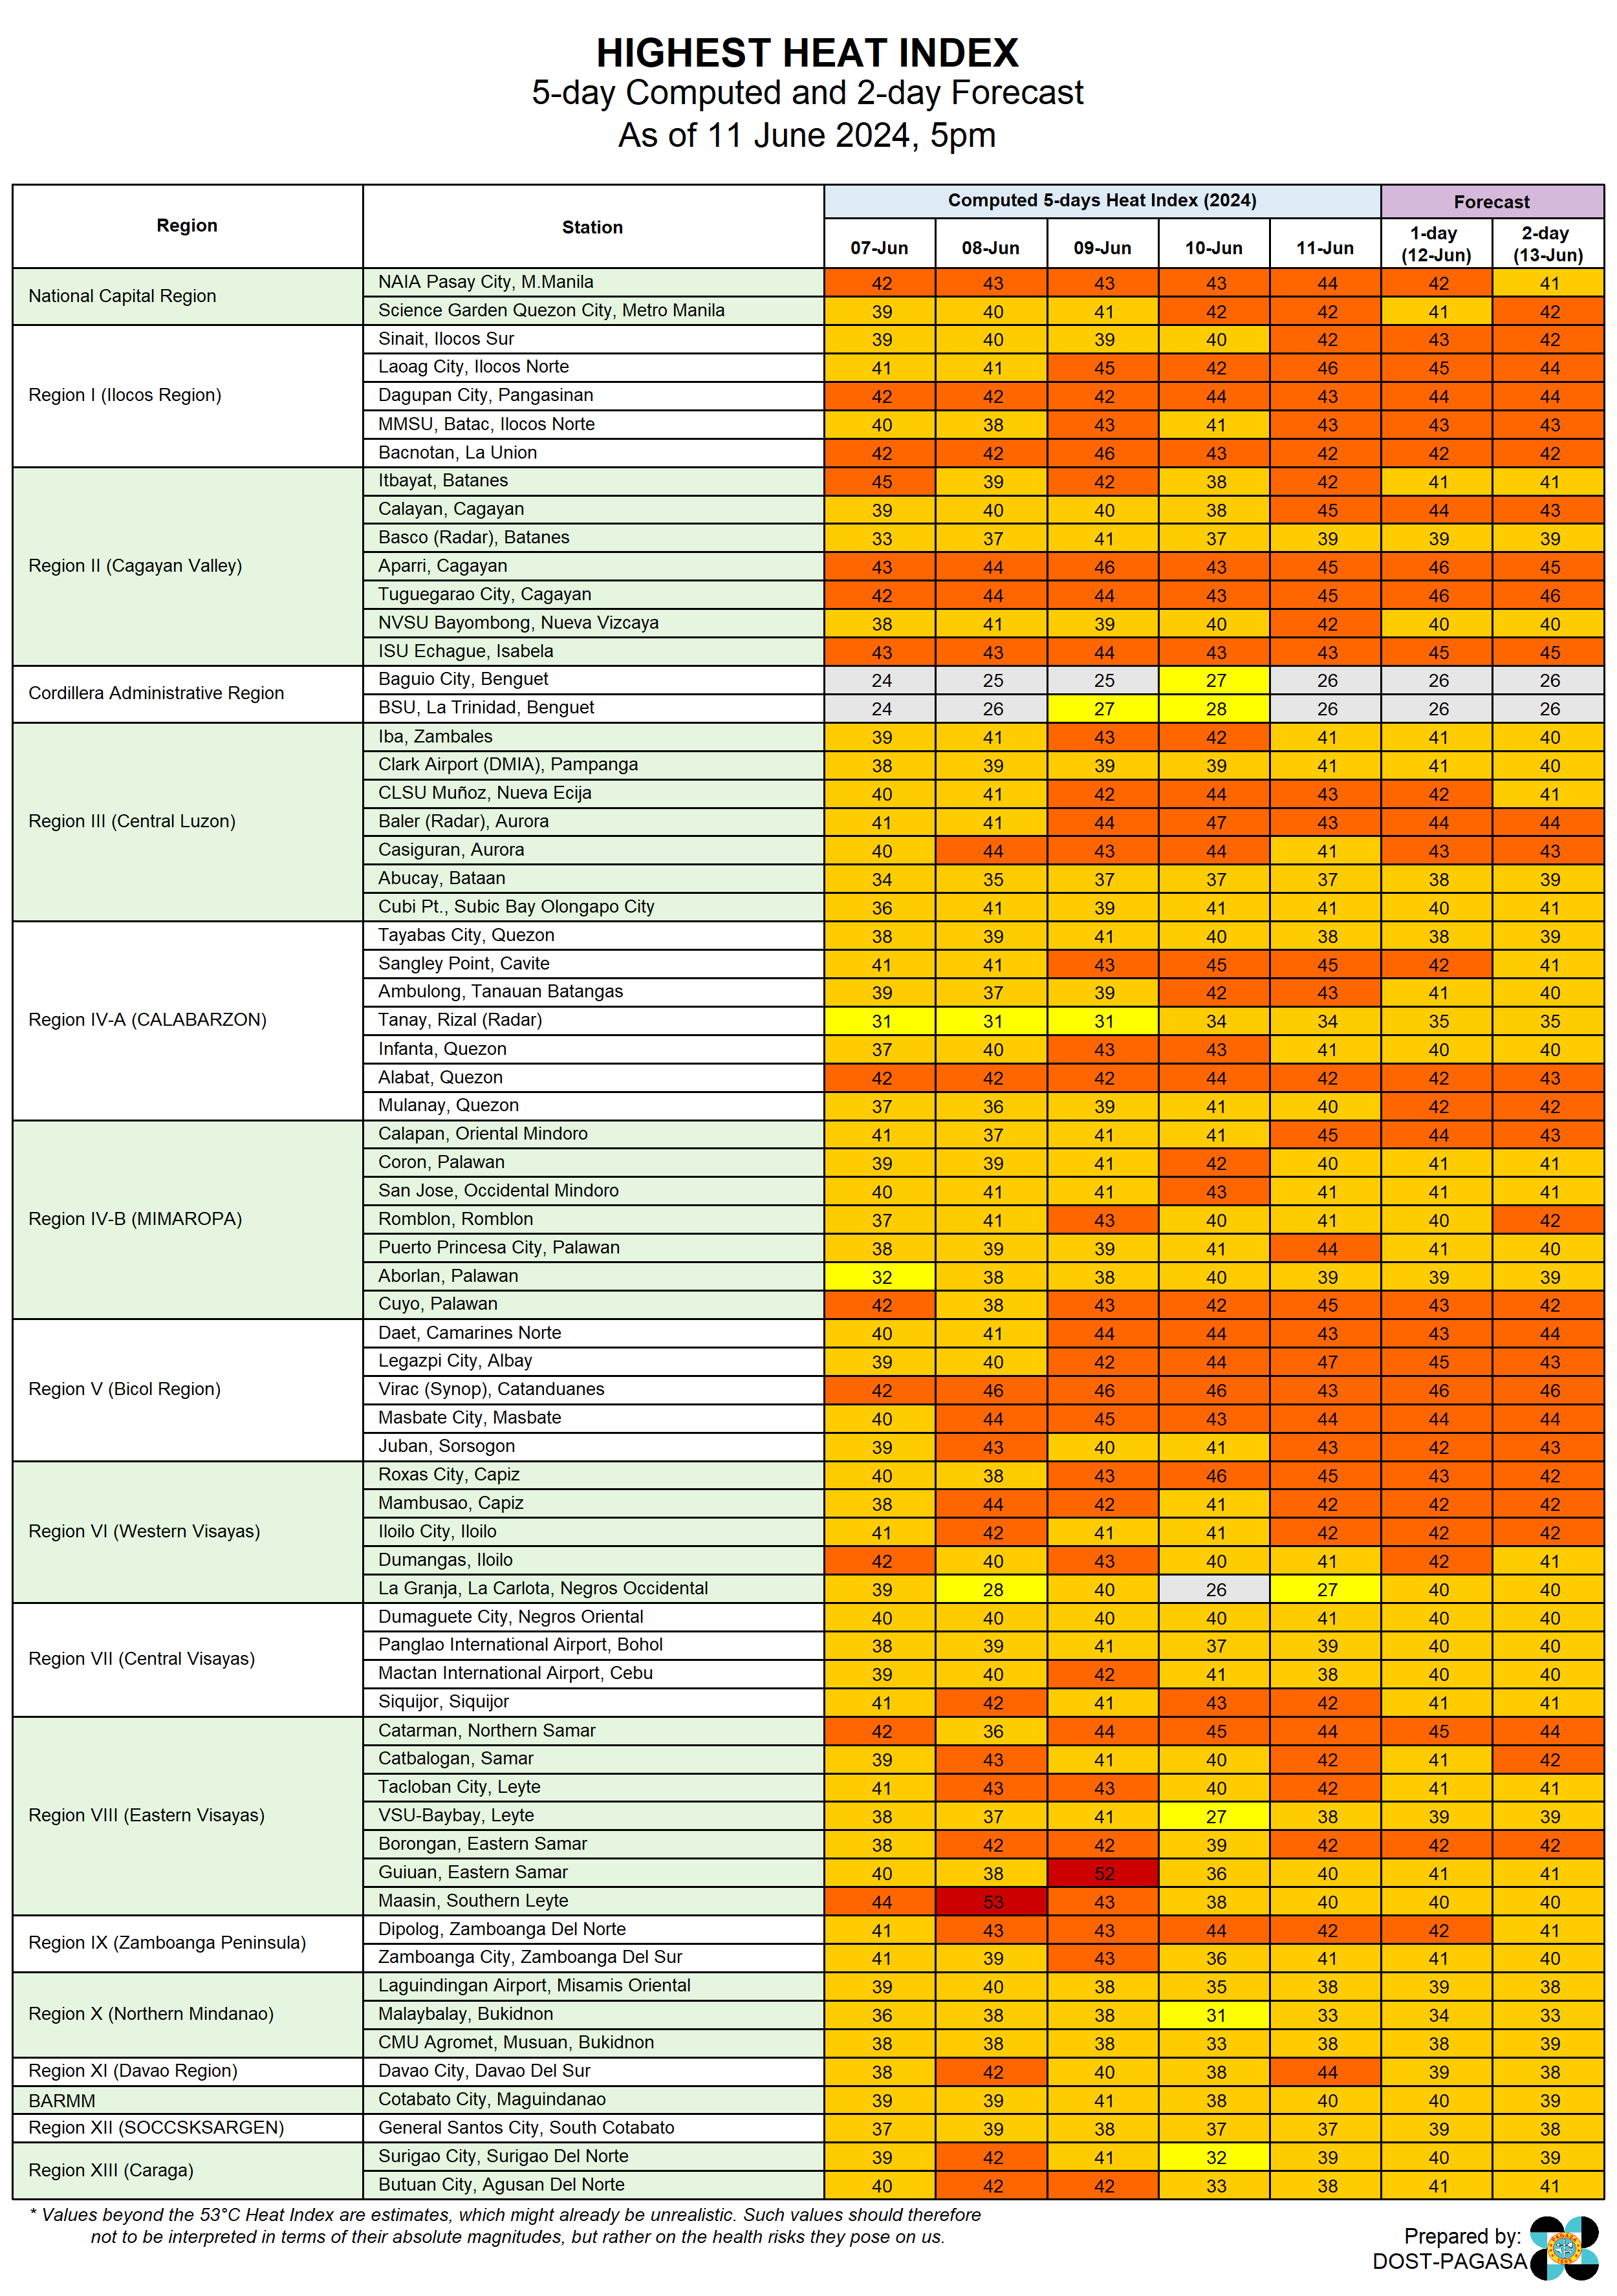 HIGHEST HEAT INDEX
5-day Computed and 2-day Forecast
As of 11 June 2024, 5pm
Region Station Computed 5-days Heat Index (2024) Forecast
07-Jun 08-Jun 09-Jun 10-Jun 11-Jun 1-day (12-Jun) 2-day (13-Jun)
National Capital Region
NAIA Pasay City, M.Manila 42 43 43 43 44 42 41
Science Garden Quezon City, Metro Manila 39 40 41 42 42 41 42
Region I (Ilocos Region)
Sinait, Ilocos Sur 39 40 39 40 42 43 42
Laoag City, Ilocos Norte 41 41 45 42 46 45 44
Dagupan City, Pangasinan 42 42 42 44 43 44 44
MMSU, Batac, Ilocos Norte 40 38 43 41 43 43 43
Bacnotan, La Union 42 42 46 43 42 42 42
Region II (Cagayan Valley)
Itbayat, Batanes 45 39 42 38 42 41 41
Calayan, Cagayan 39 40 40 38 45 44 43
Basco (Radar), Batanes 33 37 41 37 39 39 39
Aparri, Cagayan 43 44 46 43 45 46 45
Tuguegarao City, Cagayan 42 44 44 43 45 46 46
NVSU Bayombong, Nueva Vizcaya 38 41 39 40 42 40 40
ISU Echague, Isabela 43 43 44 43 43 45 45
Cordillera Administrative Region
Baguio City, Benguet 24 25 25 27 26 26 26
BSU, La Trinidad, Benguet 24 26 27 28 26 26 26
Region III (Central Luzon)
Iba, Zambales 39 41 43 42 41 41 40
Clark Airport (DMIA), Pampanga 38 39 39 39 41 41 40
CLSU Muñoz, Nueva Ecija 40 41 42 44 43 42 41
Baler (Radar), Aurora 41 41 44 47 43 44 44
Casiguran, Aurora 40 44 43 44 41 43 43
Abucay, Bataan 34 35 37 37 37 38 39
Cubi Pt., Subic Bay Olongapo City 36 41 39 41 41 40 41
Region IV-A (CALABARZON)
Tayabas City, Quezon 38 39 41 40 38 38 39
Sangley Point, Cavite 41 41 43 45 45 42 41
Ambulong, Tanauan Batangas 39 37 39 42 43 41 40
Tanay, Rizal (Radar) 31 31 31 34 34 35 35
Infanta, Quezon 37 40 43 43 41 40 40
Alabat, Quezon 42 42 42 44 42 42 43
Mulanay, Quezon 37 36 39 41 40 42 42
Region IV-B (MIMAROPA)
Calapan, Oriental Mindoro 41 37 41 41 45 44 43
Coron, Palawan 39 39 41 42 40 41 41
San Jose, Occidental Mindoro 40 41 41 43 41 41 41
Romblon, Romblon 37 41 43 40 41 40 42
Puerto Princesa City, Palawan 38 39 39 41 44 41 40
Aborlan, Palawan 32 38 38 40 39 39 39
Cuyo, Palawan 42 38 43 42 45 43 42
Region V (Bicol Region)
Daet, Camarines Norte 40 41 44 44 43 43 44
Legazpi City, Albay 39 40 42 44 47 45 43
Virac (Synop), Catanduanes 42 46 46 46 43 46 46
Masbate City, Masbate 40 44 45 43 44 44 44
Juban, Sorsogon 39 43 40 41 43 42 43
Region VI (Western Visayas)
Roxas City, Capiz 40 38 43 46 45 43 42
Mambusao, Capiz 38 44 42 41 42 42 42
Iloilo City, Iloilo 41 42 41 41 42 42 42
Dumangas, Iloilo 42 40 43 40 41 42 41
La Granja, La Carlota, Negros Occidental 39 28 40 26 27 40 40
Region VII (Central Visayas)
Dumaguete City, Negros Oriental 40 40 40 40 41 40 40
Panglao International Airport, Bohol 38 39 41 37 39 40 40
Mactan International Airport, Cebu 39 40 42 41 38 40 40
Siquijor, Siquijor 41 42 41 43 42 41 41
Region VIII (Eastern Visayas)
Catarman, Northern Samar 42 36 44 45 44 45 44
Catbalogan, Samar 39 43 41 40 42 41 42
Tacloban City, Leyte 41 43 43 40 42 41 41
VSU-Baybay, Leyte 38 37 41 27 38 39 39
Borongan, Eastern Samar 38 42 42 39 42 42 42
Guiuan, Eastern Samar 40 38 52 36 40 41 41
Maasin, Southern Leyte 44 53 43 38 40 40 40
Region IX (Zamboanga Peninsula)
Dipolog, Zamboanga Del Norte 41 43 43 44 42 42 41
Zamboanga City, Zamboanga Del Sur 41 39 43 36 41 41 40
Region X (Northern Mindanao)
Laguindingan Airport, Misamis Oriental 39 40 38 35 38 39 38
Malaybalay, Bukidnon 36 38 38 31 33 34 33
CMU Agromet, Musuan, Bukidnon 38 38 38 33 38 38 39
Region XI (Davao Region) Davao City, Davao Del Sur 38 42 40 38 44 39 38
BARMM Cotabato City, Maguindanao 39 39 41 38 40 40 39
Region XII (SOCCSKSARGEN) General Santos City, South Cotabato 37 39 38 37 37 39 38
Region XIII (Caraga)
Surigao City, Surigao Del Norte 39 42 41 32 39 40 39
Butuan City, Agusan Del Norte 40 42 42 33 38 41 41
* Values beyond the 53°C Heat Index are estimates, which might already be unrealistic. Such values should therefore
not to be interpreted in terms of their absolute magnitudes, but rather on the health risks they pose on us.
Prepared by:
DOST-PAGASA
PAGASA